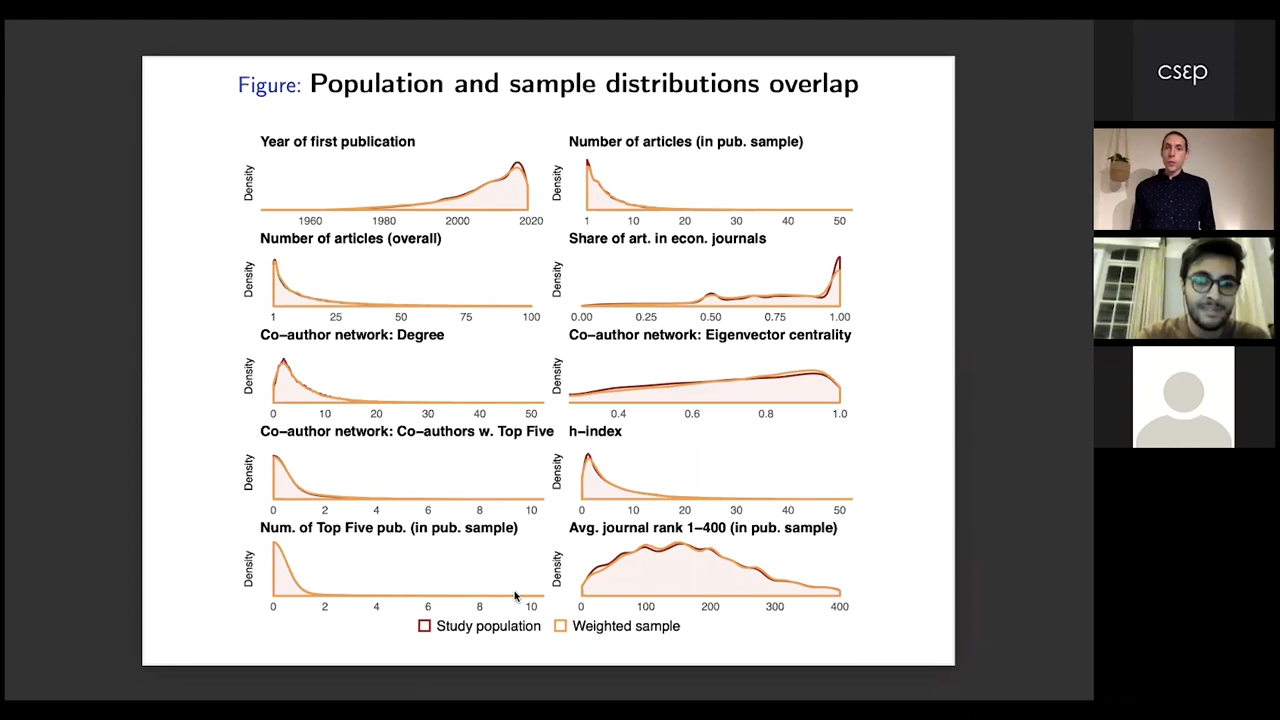 Figure: Population and sample distributions overlap
Year of first publication
Density
1960 1980 2000 2020
Number of articles (in pub. sample)
Density
1 10 20 30 40 50
Number of articles (overall)
Density
1 25 50 75 100
Share of art. in econ. journals
Density
0.00 0.25 0.50 0.75 1.00
Co-author network: Degree
Density
0 10 20 30 40 50
Co-author network: Eigenvector centrality
Density
0.4 0.6 0.8 1.0
Co-author network: Co-authors w. Top Five
Density
0 2 4 6 8 10
h-index
Density
0 10 20 30 40 50
Num. of Top Five pub. (in pub. sample)
Density
0 2 4 6 8 10
Avg. journal rank 1-400 (in pub. sample)
Density
0 100 200 300 400
Study population Weighted sample
csɛp